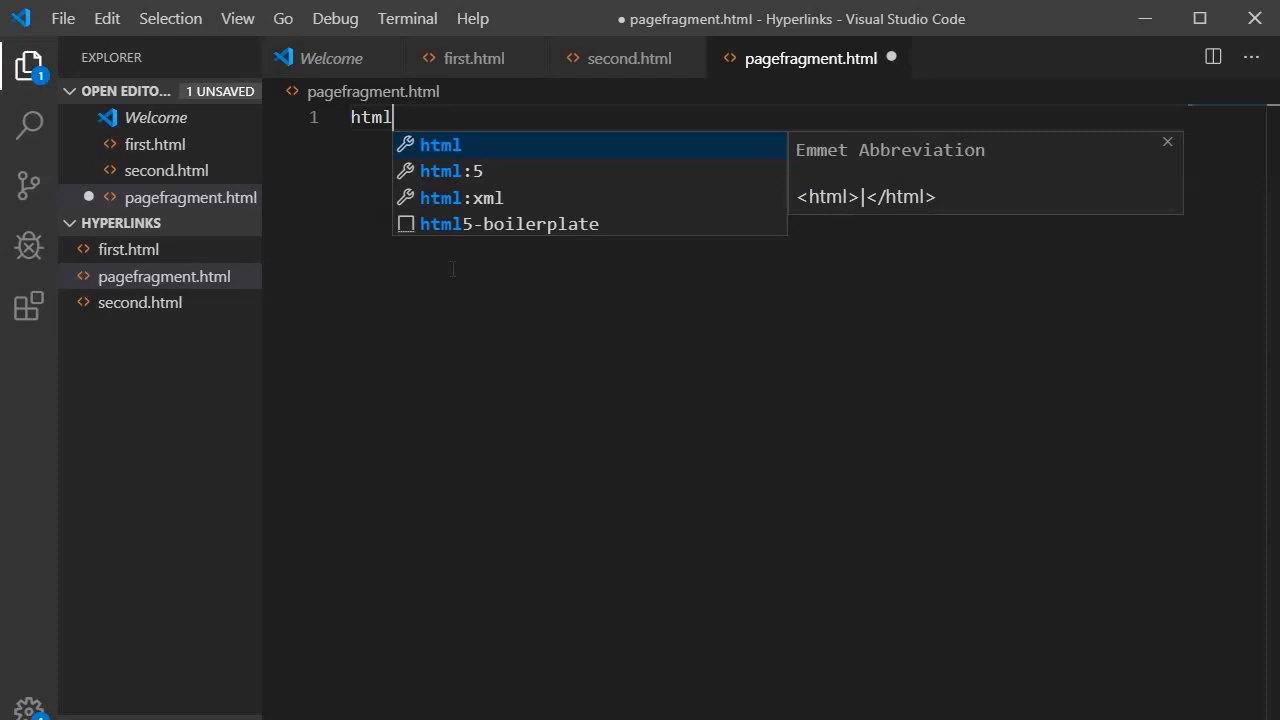 File Edit Selection View Go Debug Terminal Help ● pagefragment.html - Hyperlinks - Visual Studio Code
EXPLORER
Welcome first.html second.html pagefragment.html
1
OPEN EDITO... 1 UNSAVED
Welcome
first.html
second.html
pagefragment.html
HYPERLINKS
first.html
pagefragment.html
second.html
pagefragment.html
1 html
html
html:5
html:xml
html5-boilerplate
Emmet Abbreviation
<html>|</html>